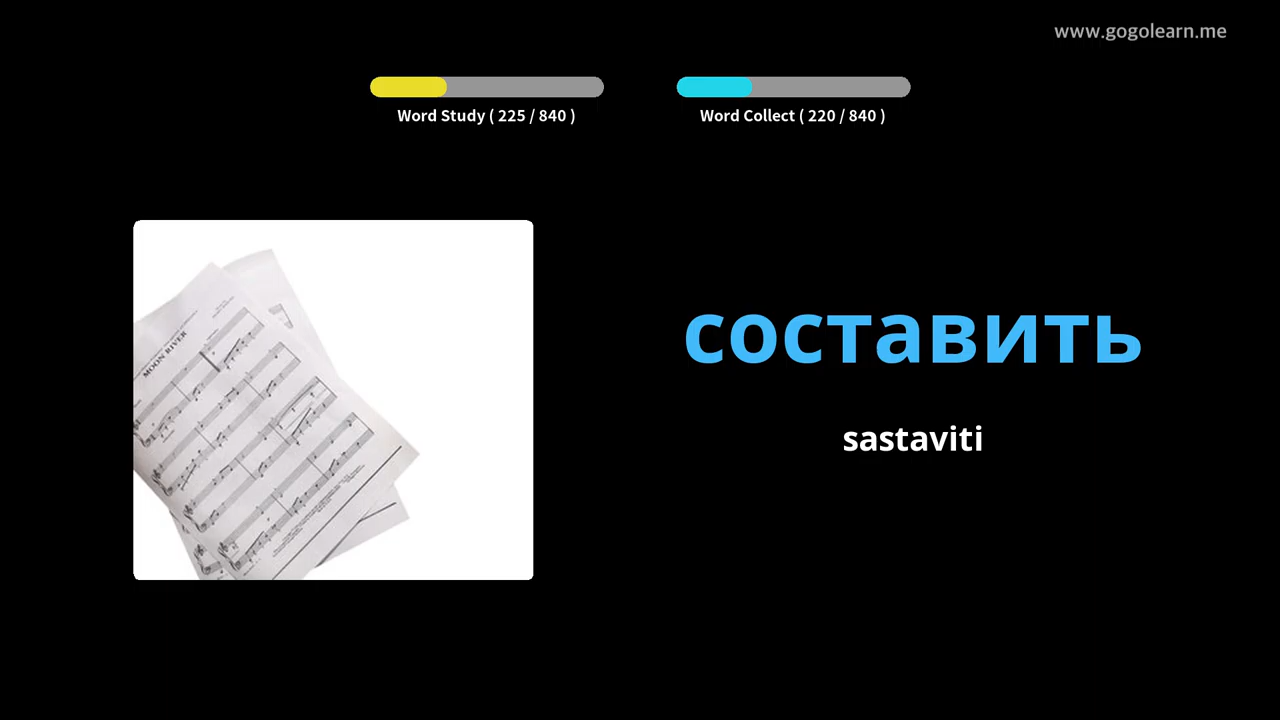 www.gogolearn.me
Word Study ( 225 / 840 )
Word Collect ( 220 / 840 )
MOON RIVER
составить
sastaviti